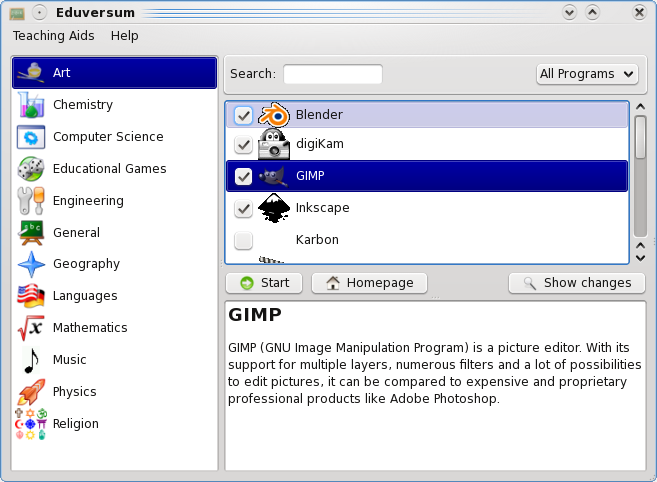 Eduversum
Teaching Aids Help
Art
Chemistry
Computer Science
Educational Games
Engineering
General
Geography
Languages
Mathematics
Music
Physics
Religion
Search:
All Programs
Blender
digiKam
GIMP
Inkscape
Karbon
Start
Homepage
Show changes
GIMP
GIMP (GNU Image Manipulation Program) is a picture editor. With its
support for multiple layers, numerous filters and a lot of possibilities
to edit pictures, it can be compared to expensive and proprietary
professional products like Adobe Photoshop.